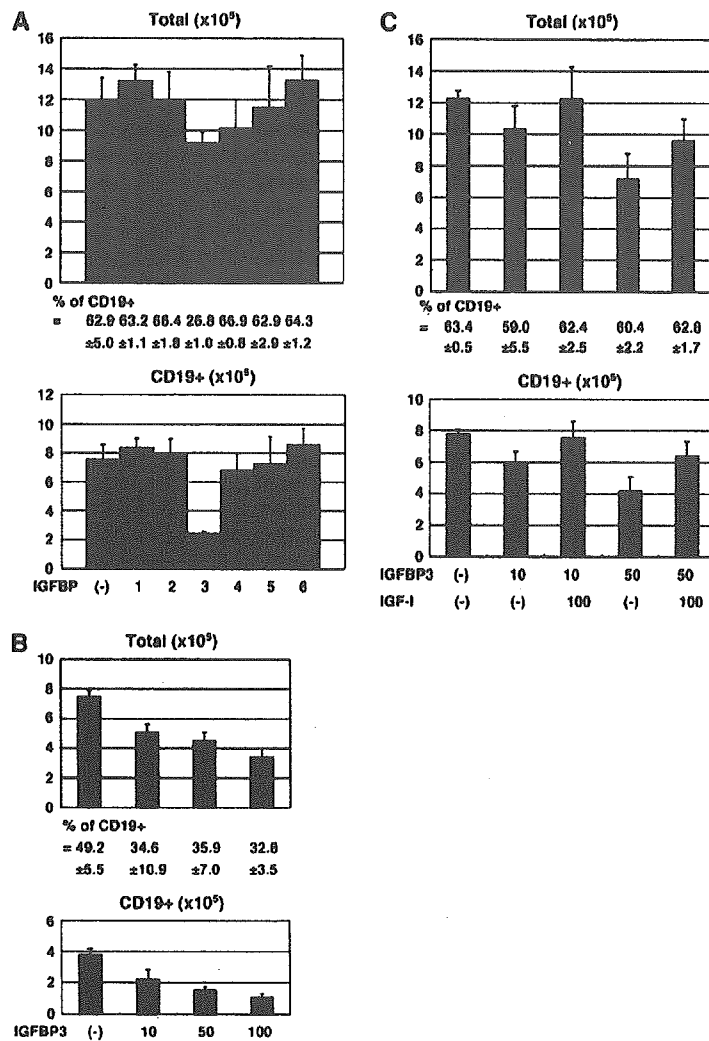 A
Total (x10⁵)
16
14
12
10
8
6
4
2
0
% of CD19+
= 62.9 63.2 66.4 26.8 66.9 62.9 64.3
±5.0 ±1.1 ±1.8 ±1.0 ±0.8 ±2.9 ±1.2
CD19+ (x10⁵)
12
10
8
6
4
2
0
IGFBP (-) 1 2 3 4 5 6
B
Total (x10⁵)
10
8
6
4
2
0
% of CD19+
= 49.2 34.6 35.9 32.8
±5.5 ±10.9 ±7.0 ±3.5
CD19+ (x10⁵)
6
4
2
0
IGFBP3 (-) 10 50 100
C
Total (x10⁵)
16
14
12
10
8
6
4
2
0
% of CD19+
= 63.4 59.0 62.4 60.4 62.8
±0.5 ±5.5 ±2.5 ±2.2 ±1.7
CD19+ (x10⁵)
12
10
8
6
4
2
0
IGFBP3 (-) 10 10 50 50
IGF-I (-) (-) 100 (-) 100